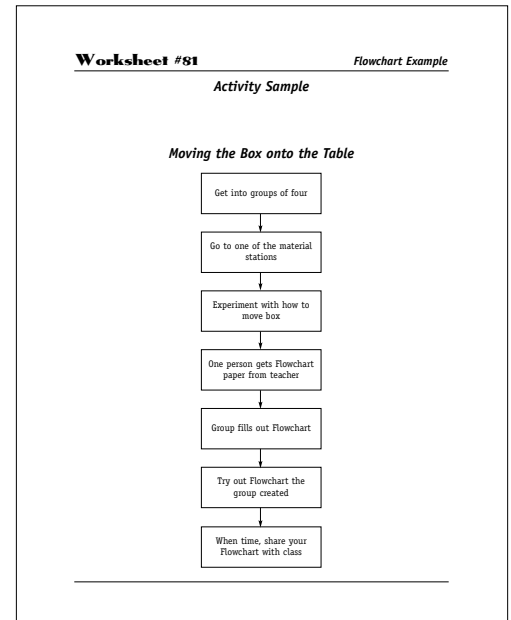 Worksheet #81
Flowchart Example
Activity Sample
Moving the Box onto the Table
Get into groups of four
Go to one of the material
stations
Experiment with how to
move box
One person gets Flowchart
paper from teacher
Group fills out Flowchart
Try out Flowchart the
group created
When time, share your
Flowchart with class